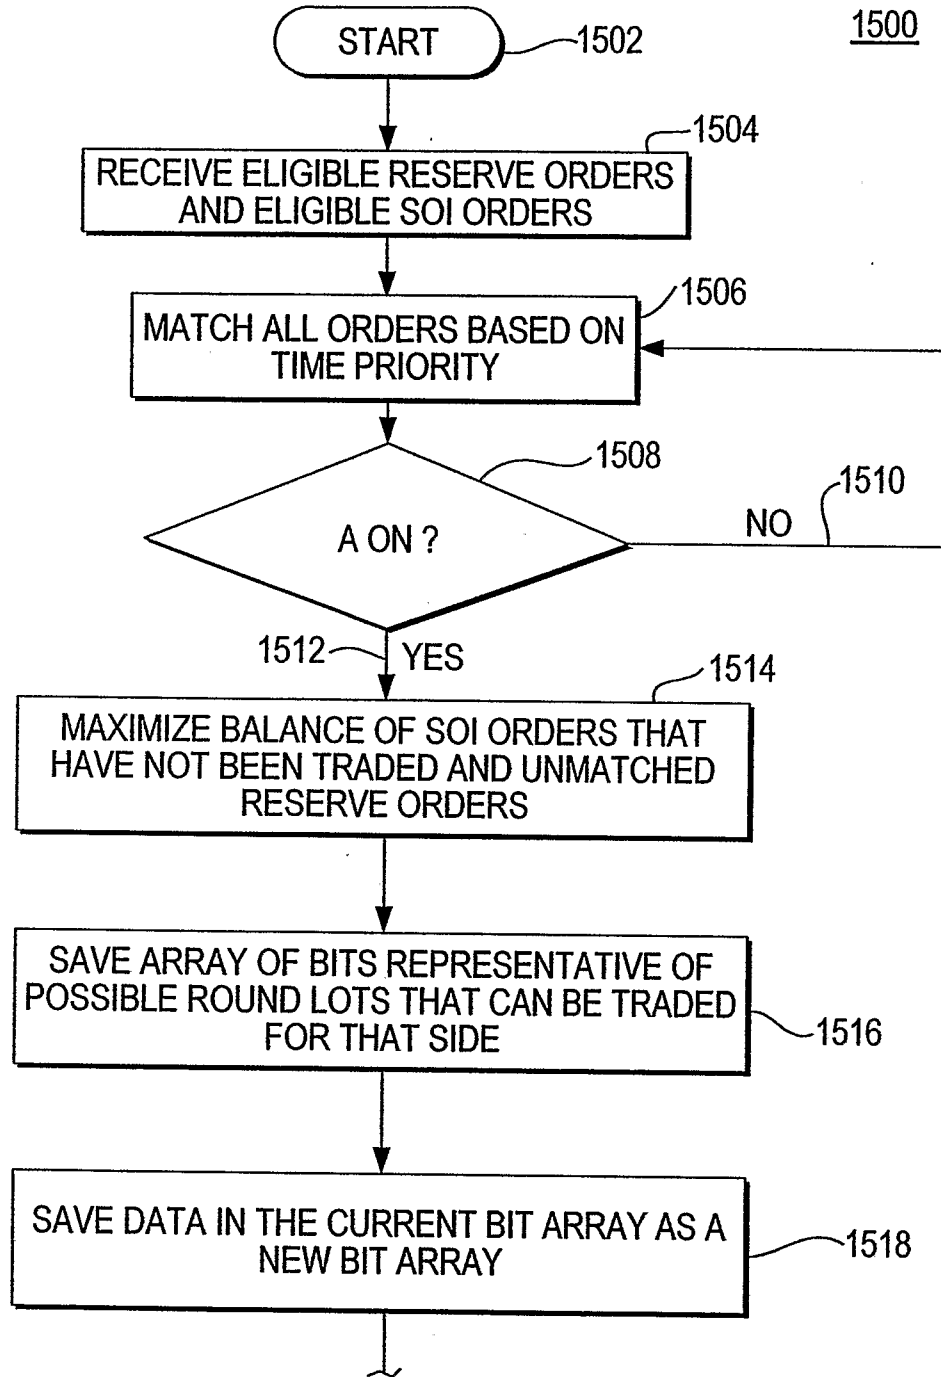 1500
START
1502
1504
RECEIVE ELIGIBLE RESERVE ORDERS
AND ELIGIBLE SOI ORDERS
1506
MATCH ALL ORDERS BASED ON
TIME PRIORITY
1508
A ON ?
1510
NO
1512
YES
1514
MAXIMIZE BALANCE OF SOI ORDERS THAT
HAVE NOT BEEN TRADED AND UNMATCHED
RESERVE ORDERS
SAVE ARRAY OF BITS REPRESENTATIVE OF
POSSIBLE ROUND LOTS THAT CAN BE TRADED
FOR THAT SIDE
1516
SAVE DATA IN THE CURRENT BIT ARRAY AS A
NEW BIT ARRAY
1518